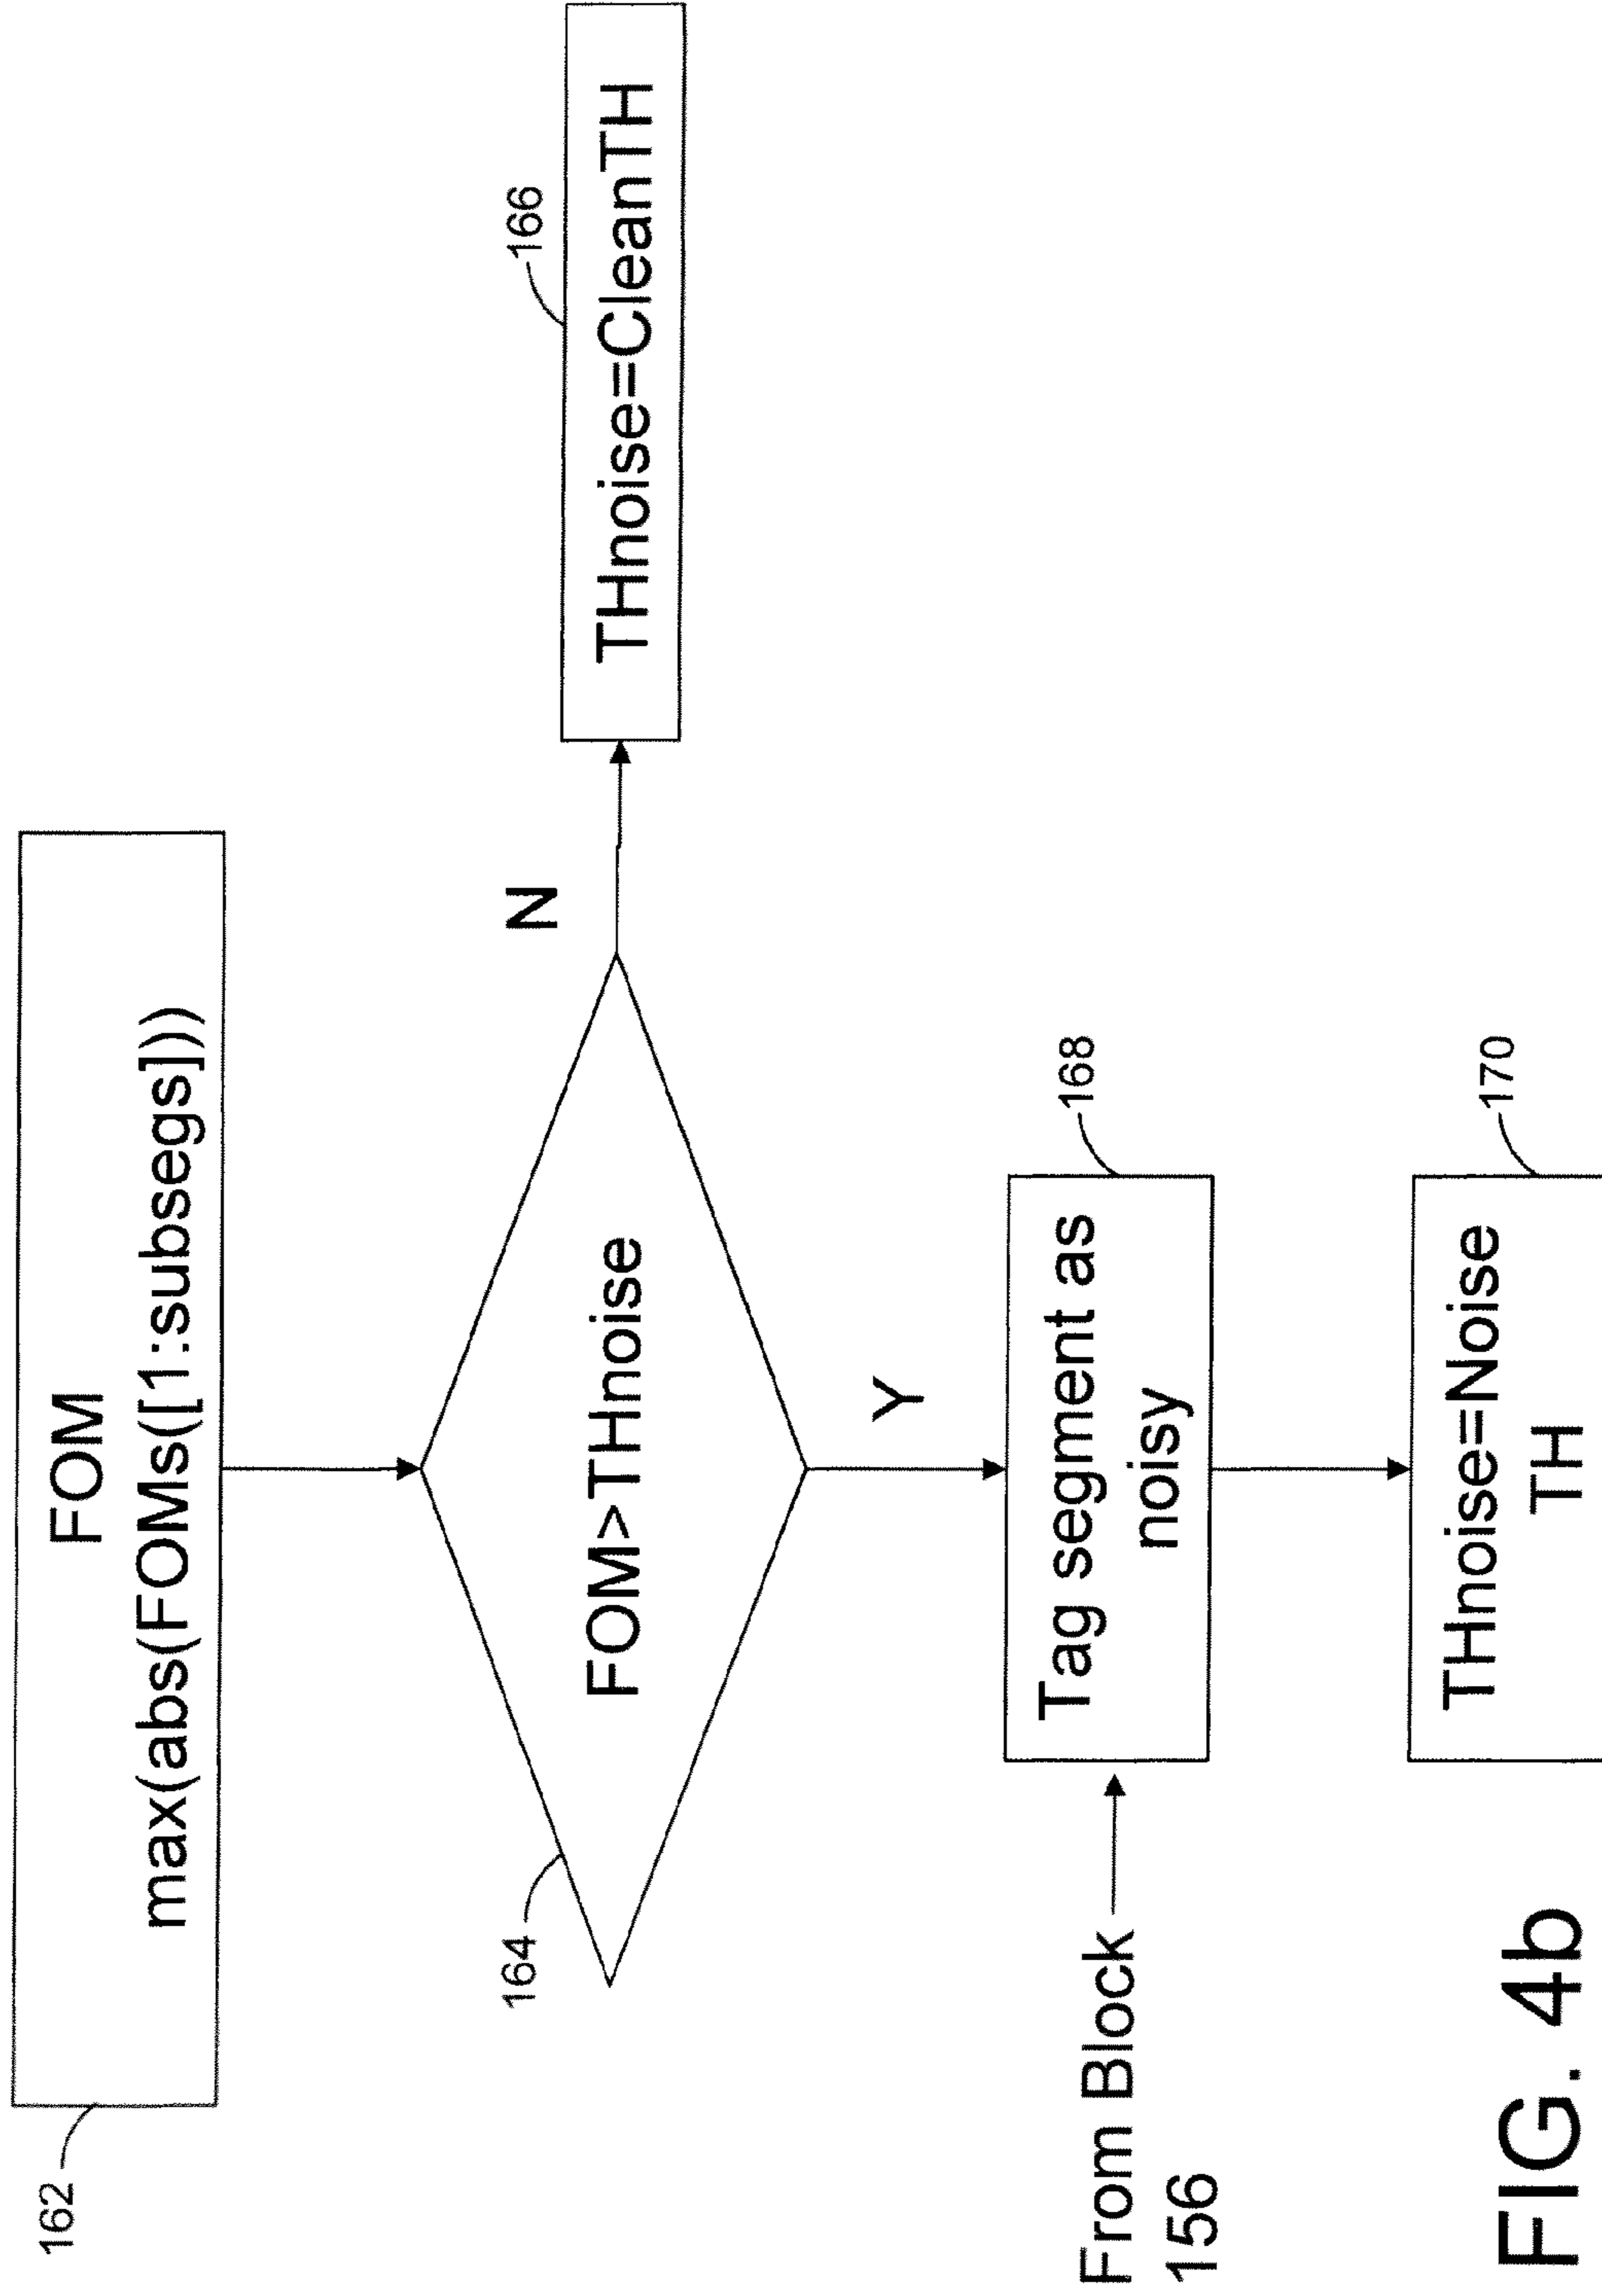 162
FOM
max(abs(FOMs([1:subsegs]))
164
FOM>THnoise
N
166
THnoise=CleanTH
Y
From Block
156
Tag segment as
noisy
168
THnoise=Noise
TH
170
FIG. 4b